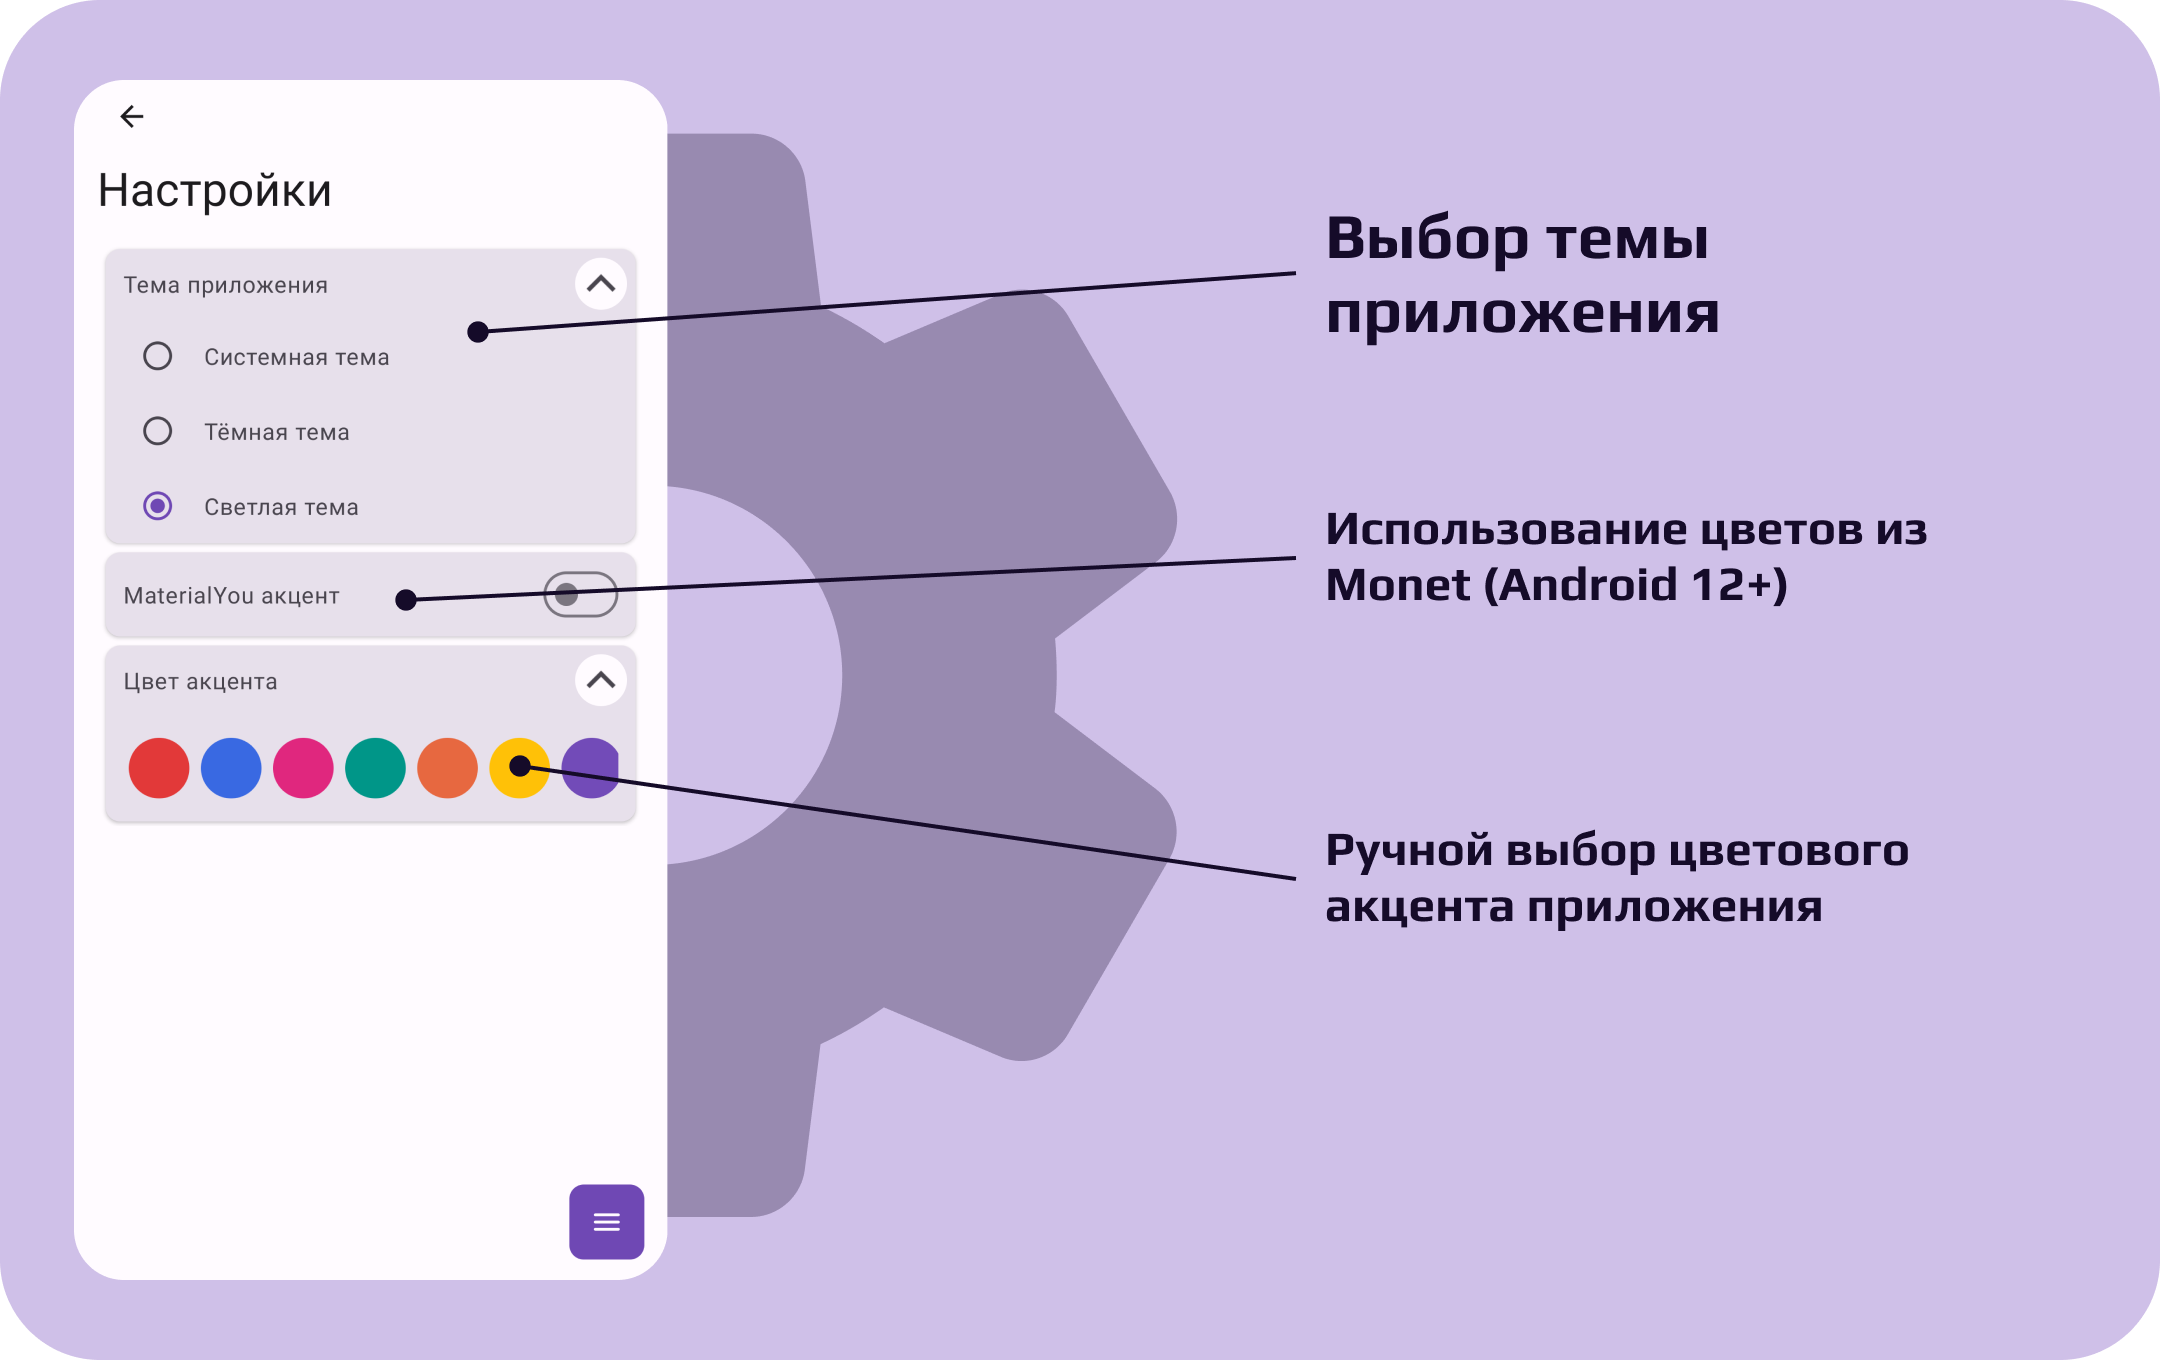 Настройки
Тема приложения
Системная тема
Тёмная тема
Светлая тема
MaterialYou акцент
Цвет акцента
Выбор темы
приложения
Использование цветов из
Monet (Android 12+)
Ручной выбор цветового
акцента приложения